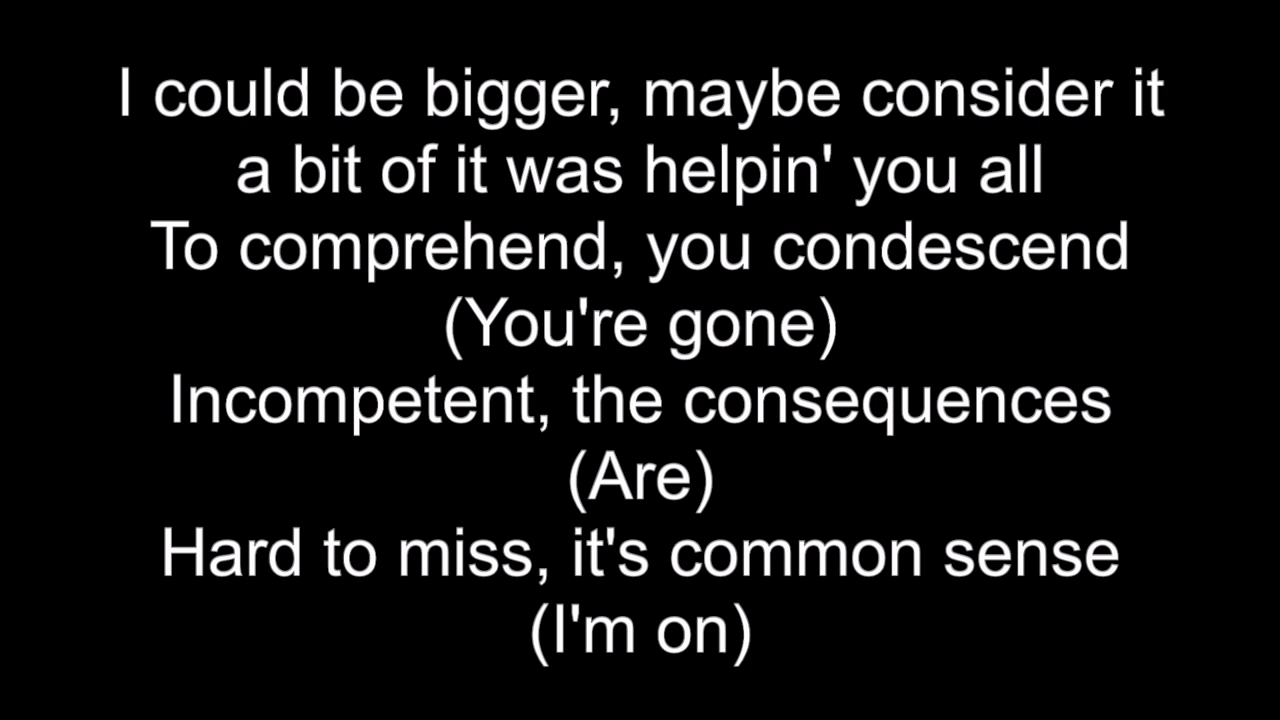 I could be bigger, maybe consider it
a bit of it was helpin' you all
To comprehend, you condescend
(You're gone)
Incompetent, the consequences
(Are)
Hard to miss, it's common sense
(I'm on)